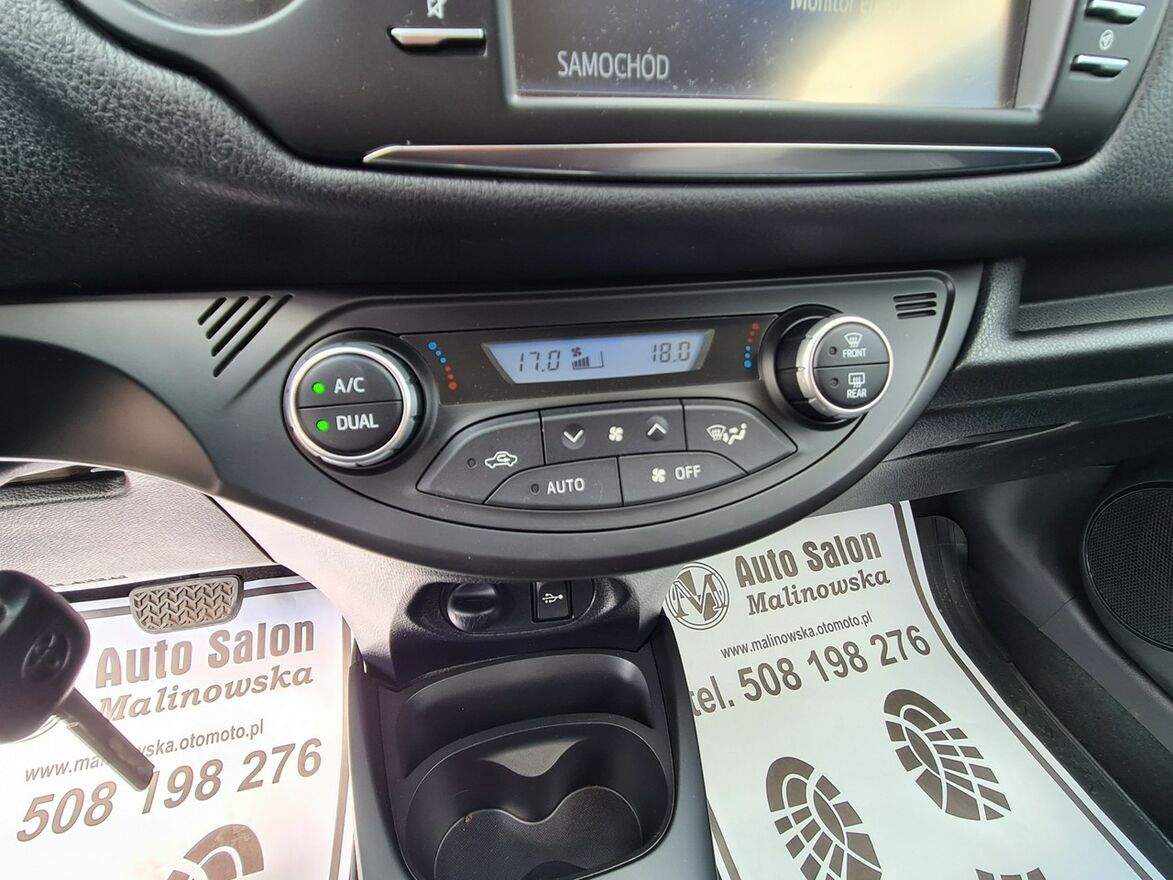 Monitor
SAMOCHÓD
17.0
18.0
A/C
DUAL
FRONT
REAR
AUTO
OFF
Auto Salon
Malinowska
www.malinowska.otomoto.pl
tel. 508 198 276
Auto Salon
Malinowska
508 198 276